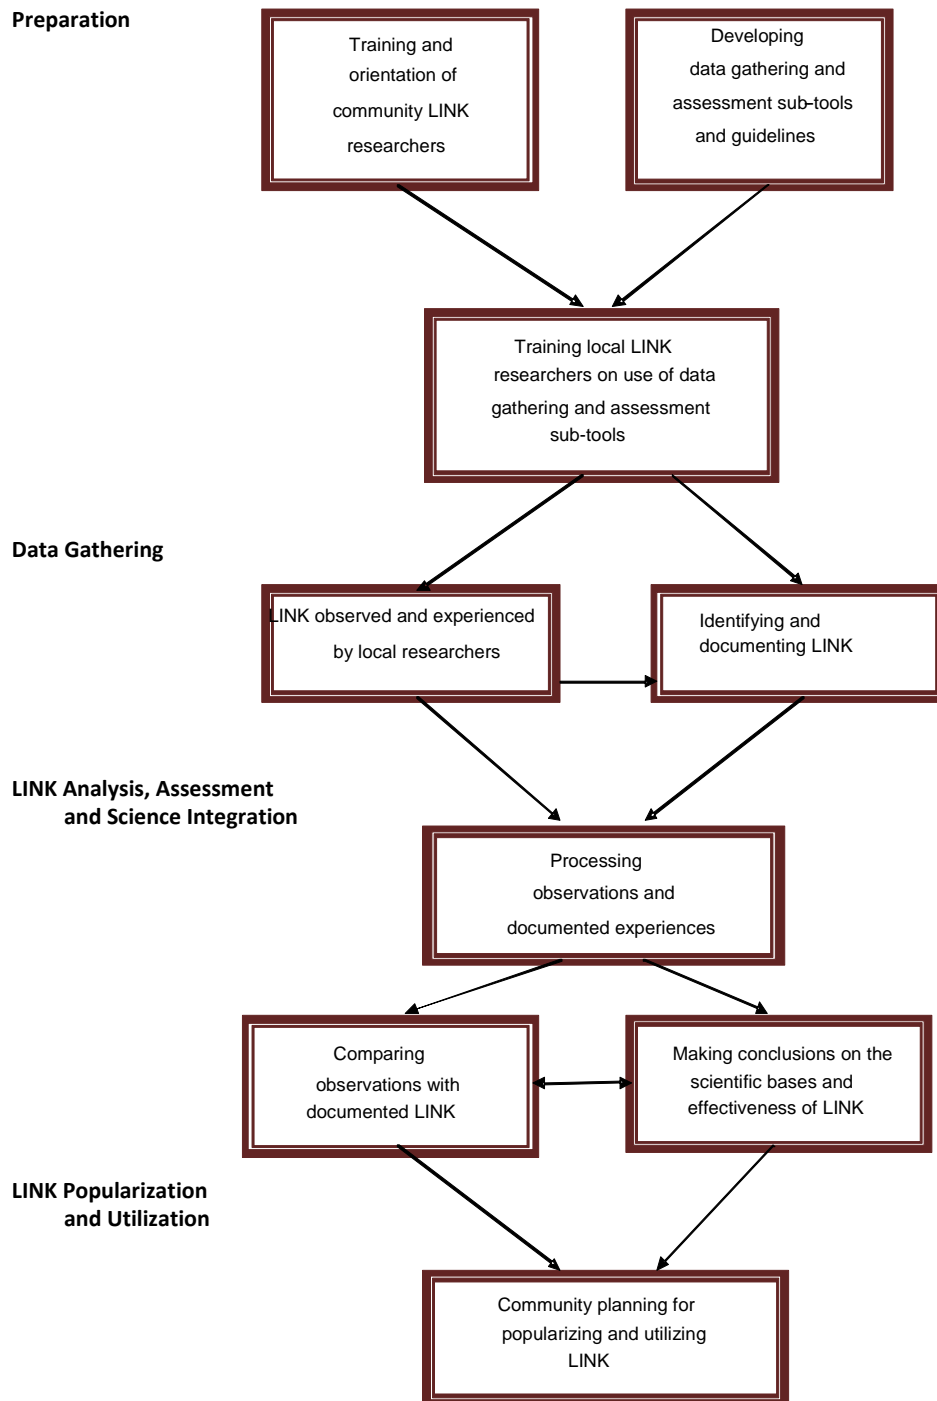 Preparation
Training and
orientation of
community LINK
researchers
Developing
data gathering and
assessment sub-tools
and guidelines
Training local LINK
researchers on use of data
gathering and assessment
sub-tools
Data Gathering
LINK observed and experienced
by local researchers
Identifying and
documenting LINK
LINK Analysis, Assessment
and Science Integration
Processing
observations and
documented experiences
Comparing
observations with
documented LINK
Making conclusions on the
scientific bases and
effectiveness of LINK
LINK Popularization
and Utilization
Community planning for
popularizing and utilizing
LINK